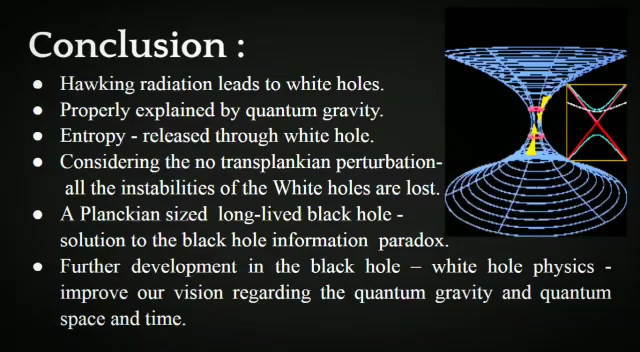 Conclusion :
● Hawking radiation leads to white holes.
● Properly explained by quantum gravity.
● Entropy - released through white hole.
● Considering the no transplankian perturbation-
all the instabilities of the White holes are lost.
● A Planckian sized long-lived black hole -
solution to the black hole information paradox.
● Further development in the black hole – white hole physics -
improve our vision regarding the quantum gravity and quantum
space and time.